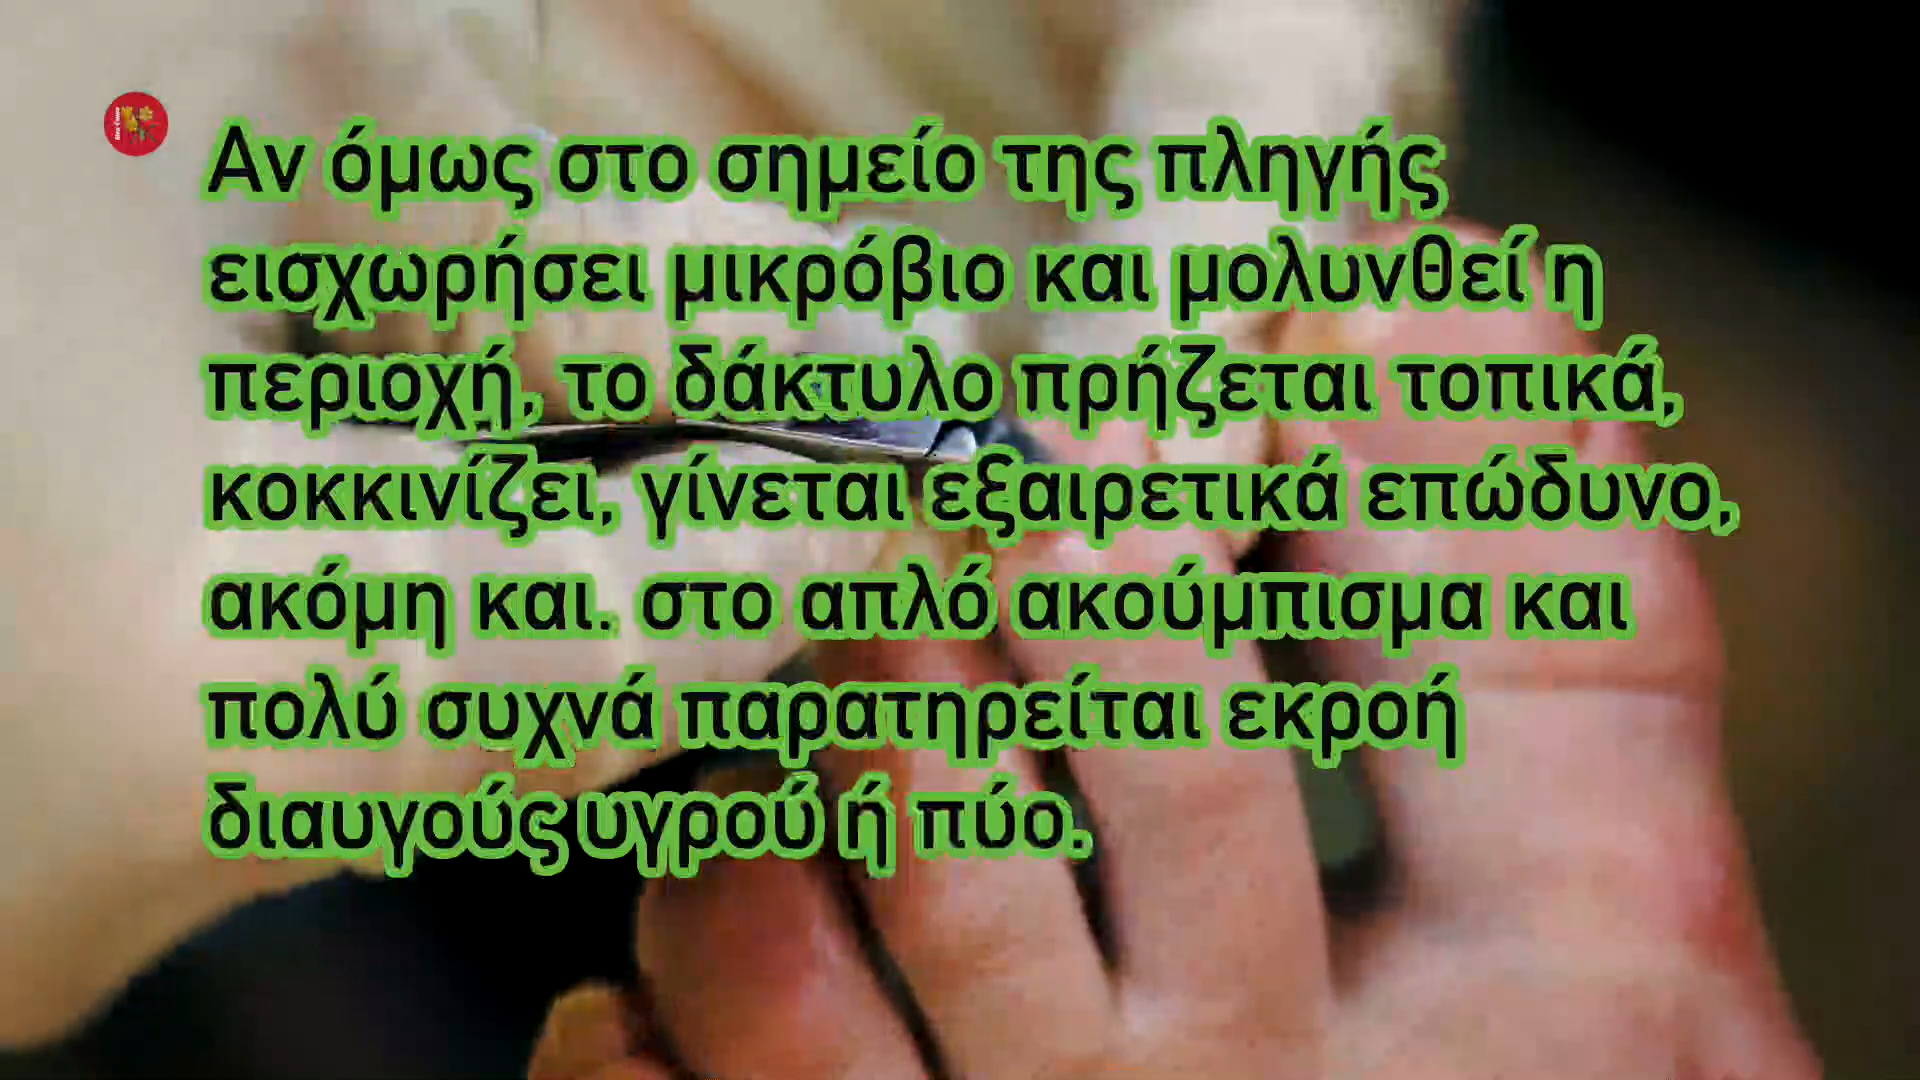 Αν όμως στο σημείο της πληγής
εισχωρήσει μικρόβιο και μολυνθεί η
περιοχή, το δάκτυλο πρήζεται τοπικά,
κοκκινίζει, γίνεται εξαιρετικά επώδυνο,
ακόμη και. στο απλό ακούμπισμα και
πολύ συχνά παρατηρείται εκροή
διαυγούς υγρού ή πύο.